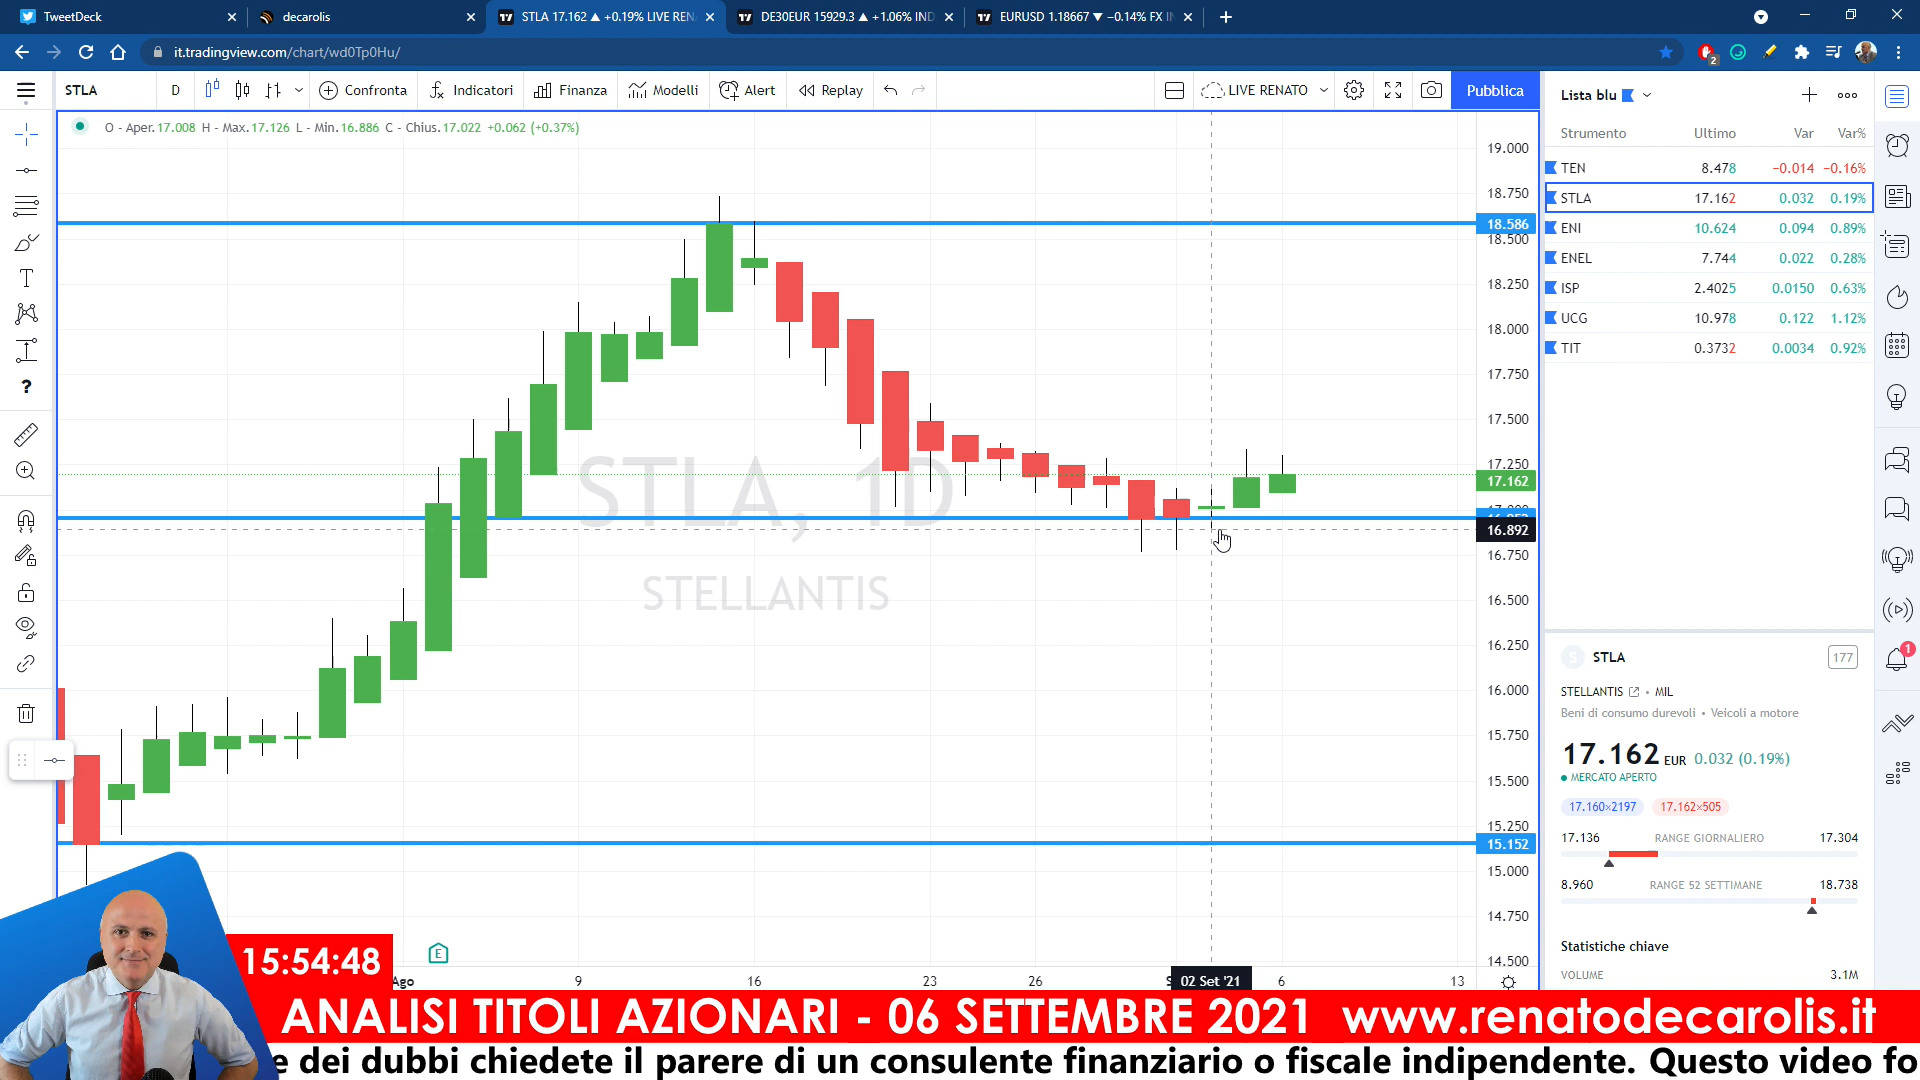 TweetDeck
decarolis
STLA 17.162 ▲ +0.19% LIVE REN
DE30EUR 15929.3 ▲ +1.06% IND
EURUSD 1.18667 ▼ −0.14% FX I
it.tradingview.com/chart/wd0Tp0Hu/
2
STLA
D
Confronta
Indicatori
Finanza
Modelli
Alert
Replay
LIVE RENATO
Pubblica
O - Aper.17.008 H - Max.17.126 L - Min.16.886 C - Chius.17.022 +0.062 (+0.37%)
STLA, 1D
STELLANTIS
19.000
18.750
18.586
18.500
18.250
18.000
17.750
17.500
17.250
17.162
16.892
16.750
16.500
16.250
16.000
15.750
15.500
15.250
15.152
15.000
14.750
14.500
E
Ago
9
16
23
26
02 Set '21
6
13
Lista blu
Strumento Ultimo Var Var%
TEN 8.478 −0.014 −0.16%
STLA 17.162 0.032 0.19%
ENI 10.624 0.094 0.89%
ENEL 7.744 0.022 0.28%
ISP 2.4025 0.0150 0.63%
UCG 10.978 0.122 1.12%
TIT 0.3732 0.0034 0.92%
1
S STLA 177
STELLANTIS • MIL
Beni di consumo durevoli • Veicoli a motore
17.162 EUR 0.032 (0.19%)
MERCATO APERTO
17.160×2197 17.162×505
17.136 RANGE GIORNALIERO 17.304
8.960 RANGE 52 SETTIMANE 18.738
Statistiche chiave
VOLUME 3.1M
15:54:48
ANALISI TITOLI AZIONARI - 06 SETTEMBRE 2021 www.renatodecarolis.it
e dei dubbi chiedete il parere di un consulente finanziario o fiscale indipendente. Questo video fo